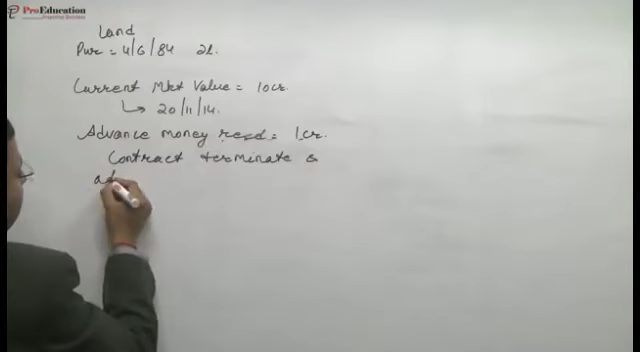 ProEducation
Land
Pur = 4/6/84 2L.
Current Mkt Value = 10cr.
↳ 20/11/14.
Advance money recd = 1cr.
Contract terminate &
ad